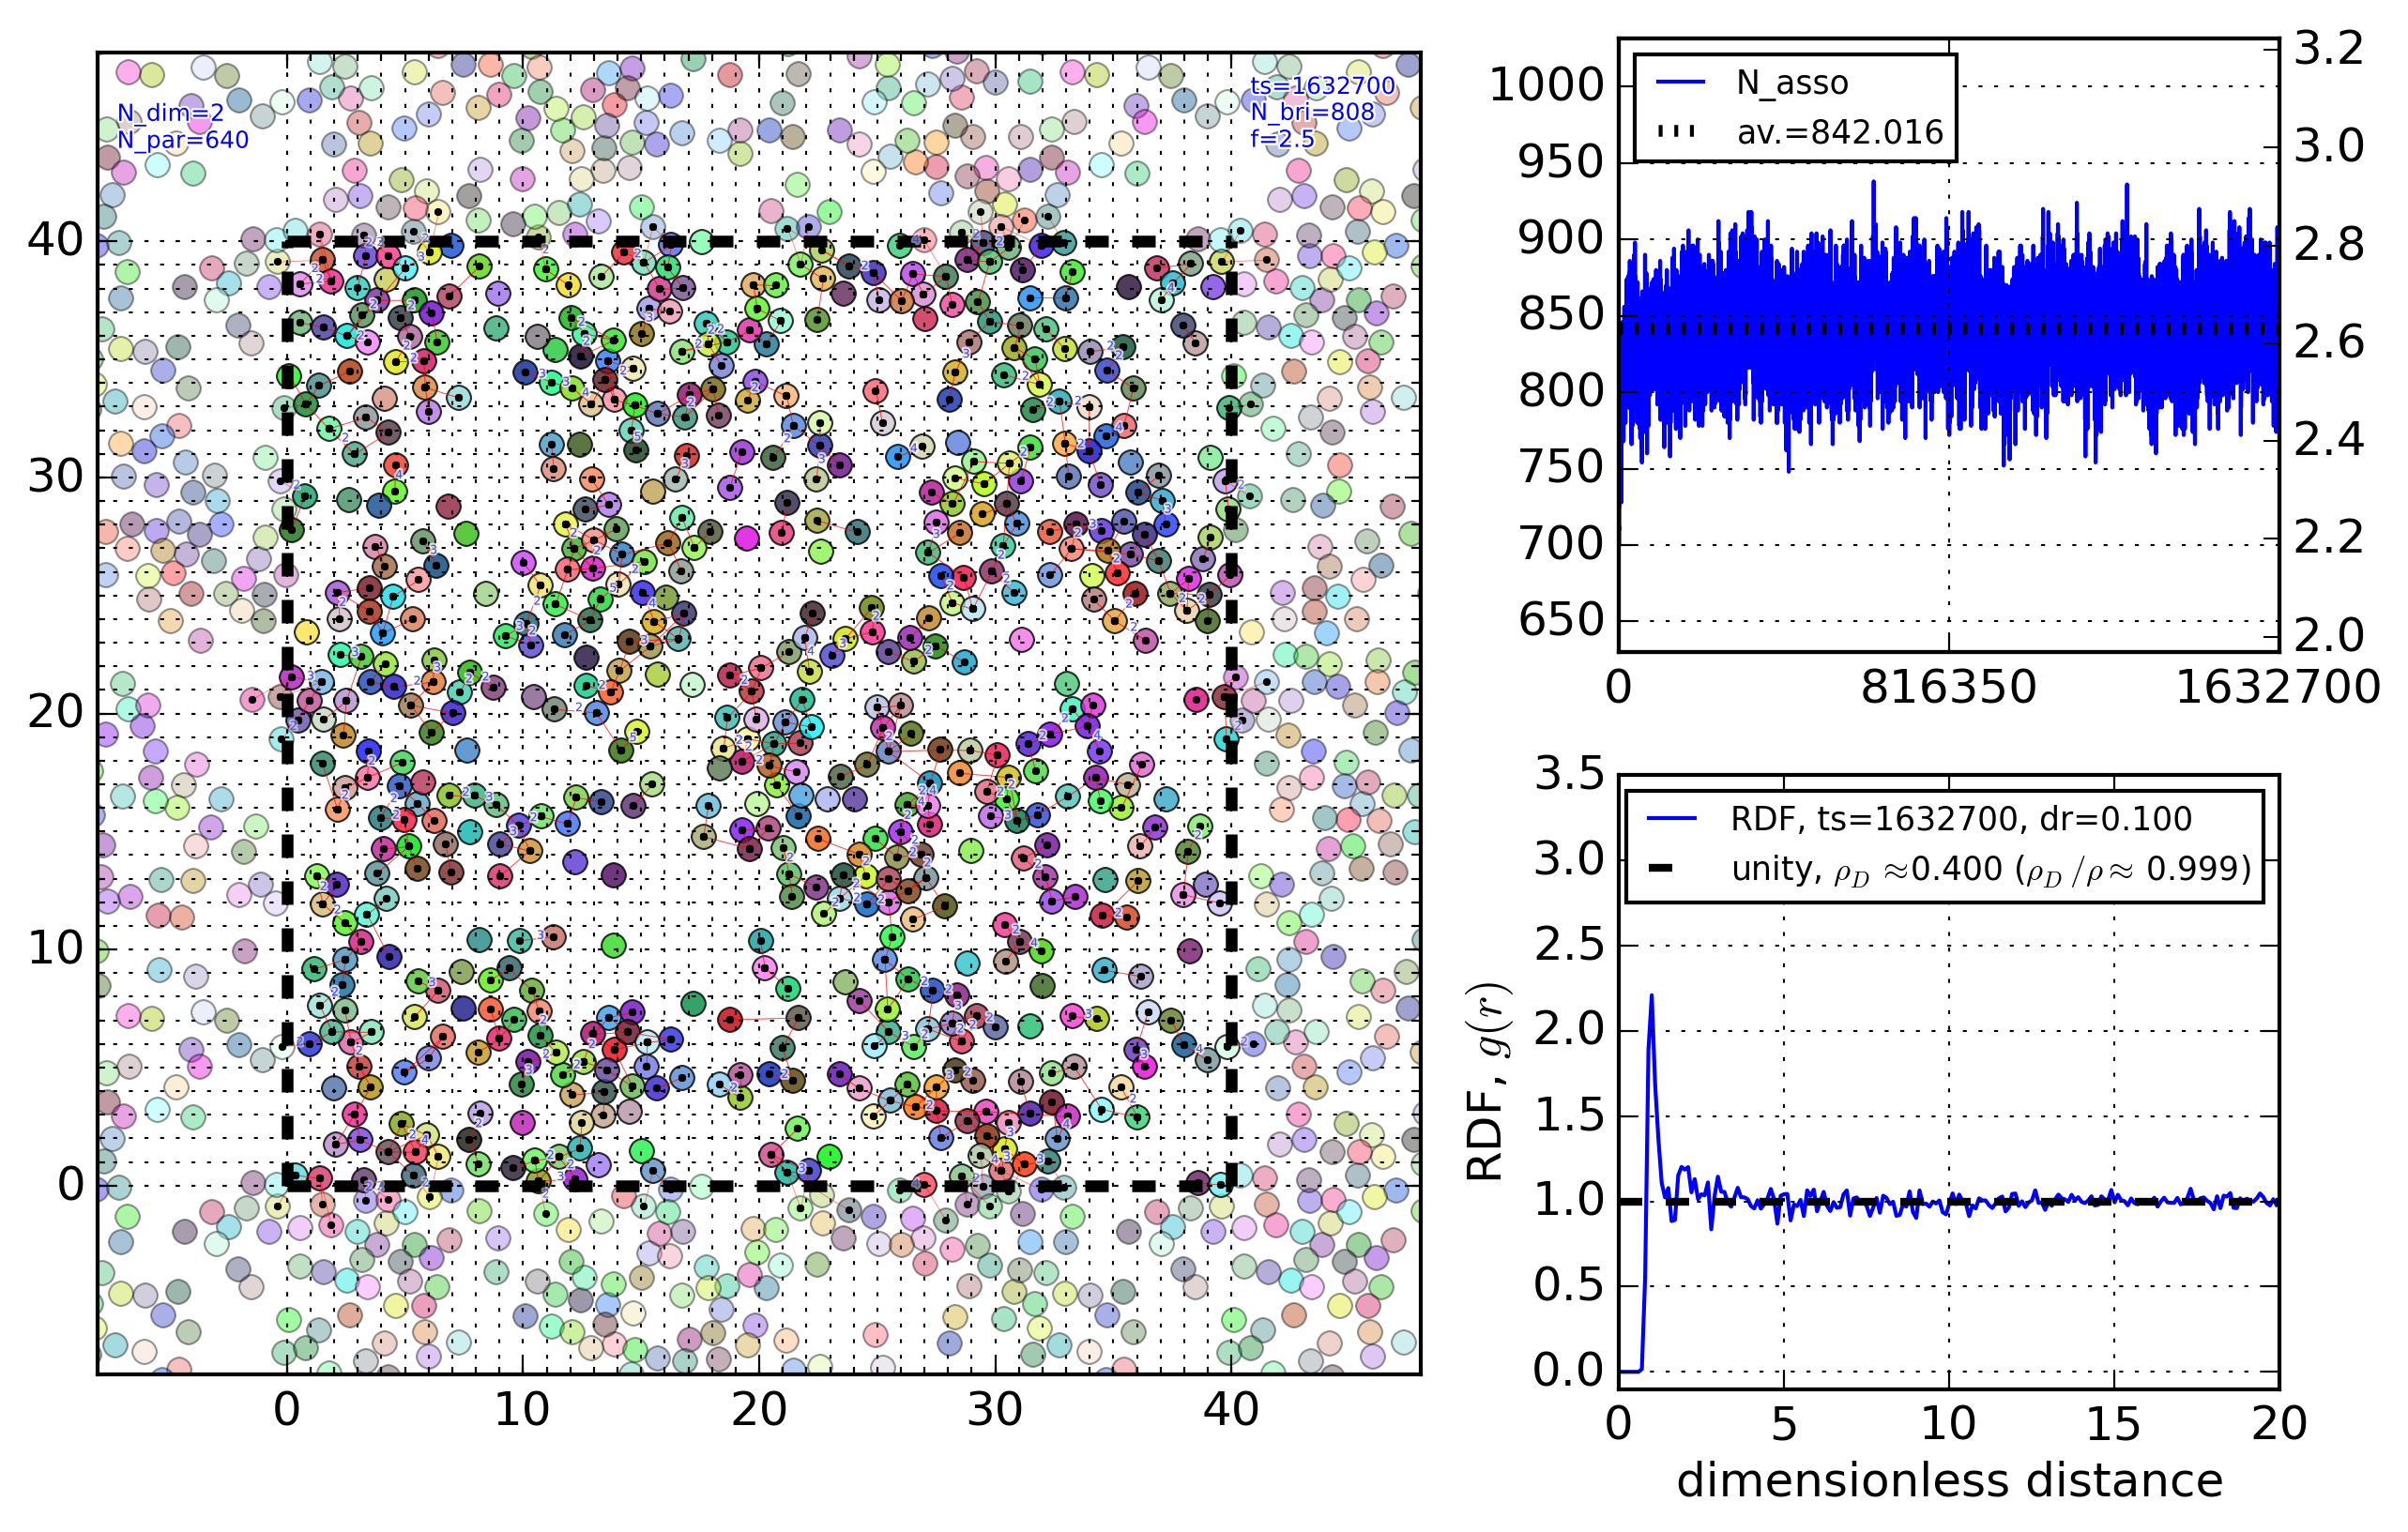 N_dim=2
N_par=640
ts=1632700
N_bri=808
f=2.5
40
30
20
10
0
0 10 20 30 40
N_asso
av.=842.016
1000
950
900
850
800
750
700
650
3.2
3.0
2.8
2.6
2.4
2.2
2.0
0 816350 1632700
RDF, ts=1632700, dr=0.100
unity, ρ_D ≈0.400 (ρ_D /ρ≈ 0.999)
RDF, g(r)
3.5
3.0
2.5
2.0
1.5
1.0
0.5
0.0
0 5 10 15 20
dimensionless distance